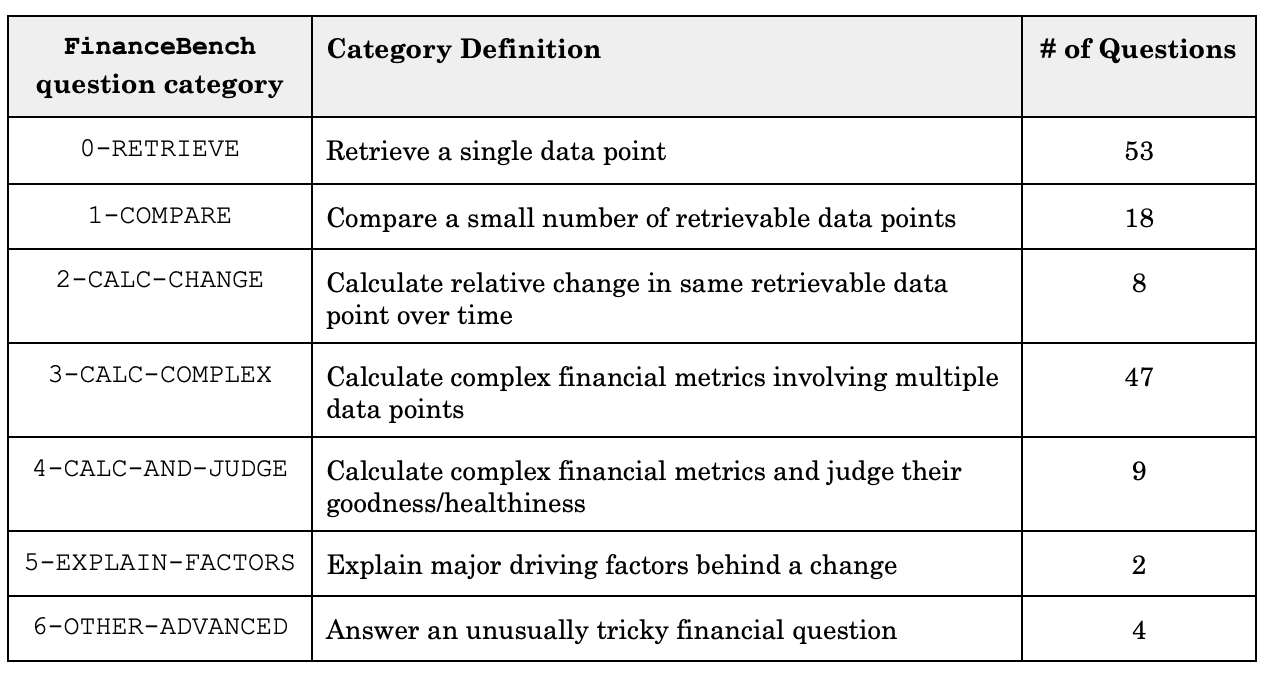 FinanceBench question category | Category Definition | # of Questions
0-RETRIEVE | Retrieve a single data point | 53
1-COMPARE | Compare a small number of retrievable data points | 18
2-CALC-CHANGE | Calculate relative change in same retrievable data | 8
point over time
3-CALC-COMPLEX | Calculate complex financial metrics involving multiple | 47
data points
4-CALC-AND-JUDGE | Calculate complex financial metrics and judge their | 9
goodness/healthiness
5-EXPLAIN-FACTORS | Explain major driving factors behind a change | 2
6-OTHER-ADVANCED | Answer an unusually tricky financial question | 4